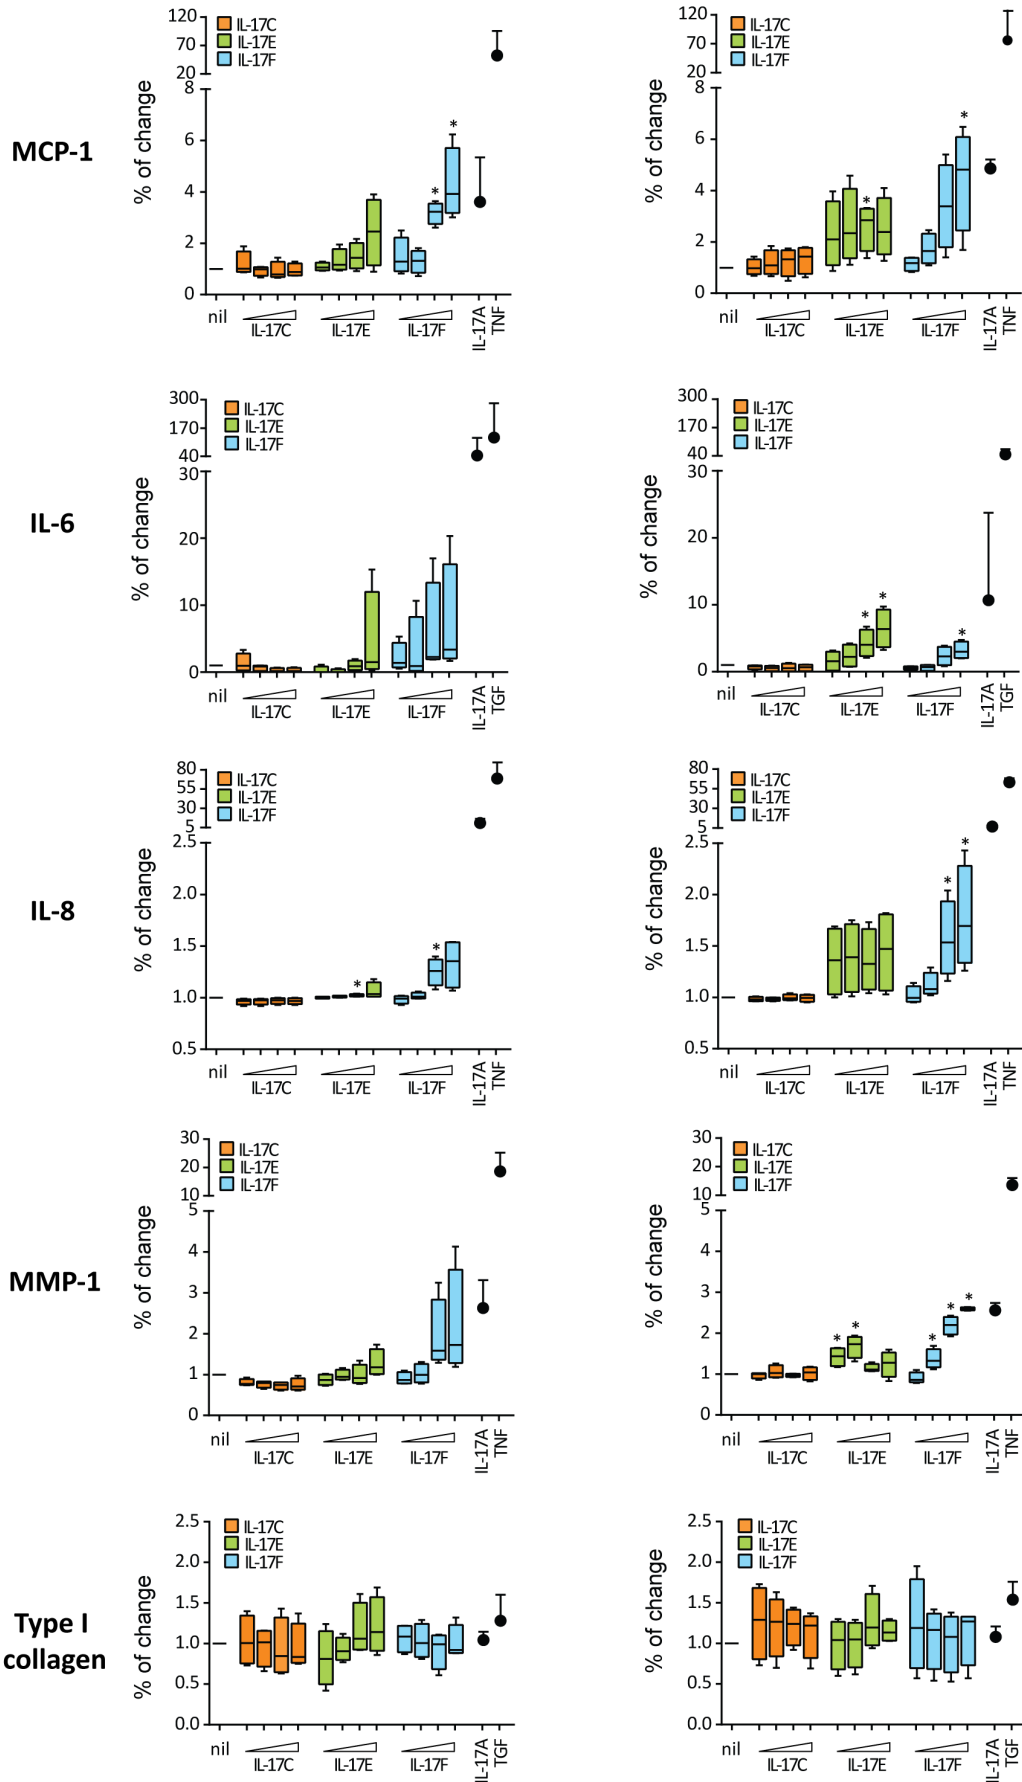 MCP-1
% of change
120
70
20
8
6
4
2
0
IL-17C
IL-17E
IL-17F
*
*
nil
IL-17C
IL-17E
IL-17F
IL-17A
TNF
% of change
120
70
20
8
6
4
2
0
IL-17C
IL-17E
IL-17F
*
*
nil
IL-17C
IL-17E
IL-17F
IL-17A
TNF
IL-6
% of change
300
170
40
30
20
10
0
IL-17C
IL-17E
IL-17F
nil
IL-17C
IL-17E
IL-17F
IL-17A
TGF
% of change
300
170
40
30
20
10
0
IL-17C
IL-17E
IL-17F
*
*
*
nil
IL-17C
IL-17E
IL-17F
IL-17A
TGF
IL-8
% of change
80
55
30
5
2.5
2.0
1.5
1.0
0.5
IL-17C
IL-17E
IL-17F
*
*
nil
IL-17C
IL-17E
IL-17F
IL-17A
TNF
% of change
80
55
30
5
2.5
2.0
1.5
1.0
0.5
IL-17C
IL-17E
IL-17F
*
*
nil
IL-17C
IL-17E
IL-17F
IL-17A
TNF
MMP-1
% of change
30
20
10
5
4
3
2
1
0
IL-17C
IL-17E
IL-17F
nil
IL-17C
IL-17E
IL-17F
IL-17A
TNF
% of change
30
20
10
5
4
3
2
1
0
IL-17C
IL-17E
IL-17F
*
*
*
*
*
nil
IL-17C
IL-17E
IL-17F
IL-17A
TNF
Type I
collagen
% of change
2.5
2.0
1.5
1.0
0.5
0.0
IL-17C
IL-17E
IL-17F
nil
IL-17C
IL-17E
IL-17F
IL-17A
TGF
% of change
2.5
2.0
1.5
1.0
0.5
0.0
IL-17C
IL-17E
IL-17F
nil
IL-17C
IL-17E
IL-17F
IL-17A
TGF